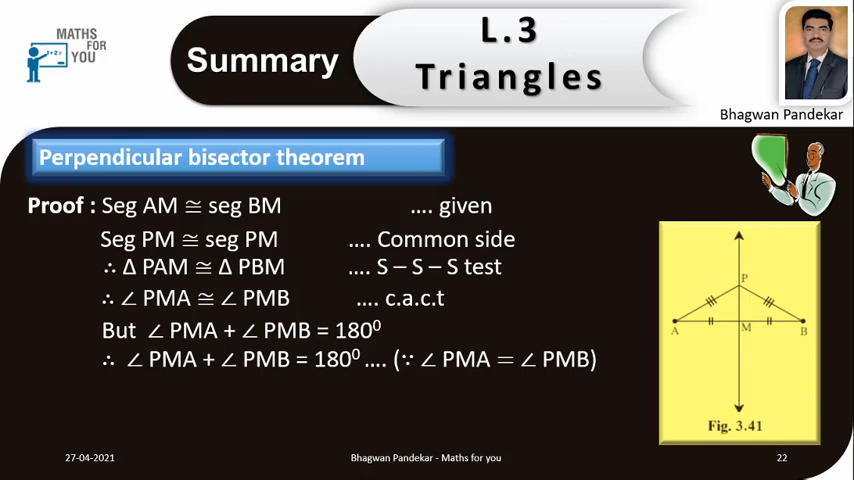 MATHS
FOR
YOU
1+2=
Summary
L.3
Triangles
Bhagwan Pandekar
Perpendicular bisector theorem
Proof : Seg AM ≅ seg BM …. given
Seg PM ≅ seg PM …. Common side
∴ Δ PAM ≅ Δ PBM …. S – S – S test
∴ ∠ PMA ≅ ∠ PMB …. c.a.c.t
But ∠ PMA + ∠ PMB = 180⁰
∴ ∠ PMA + ∠ PMB = 180⁰ …. (∵ ∠ PMA = ∠ PMB)
P
A M B
Fig. 3.41
27-04-2021 Bhagwan Pandekar - Maths for you 22